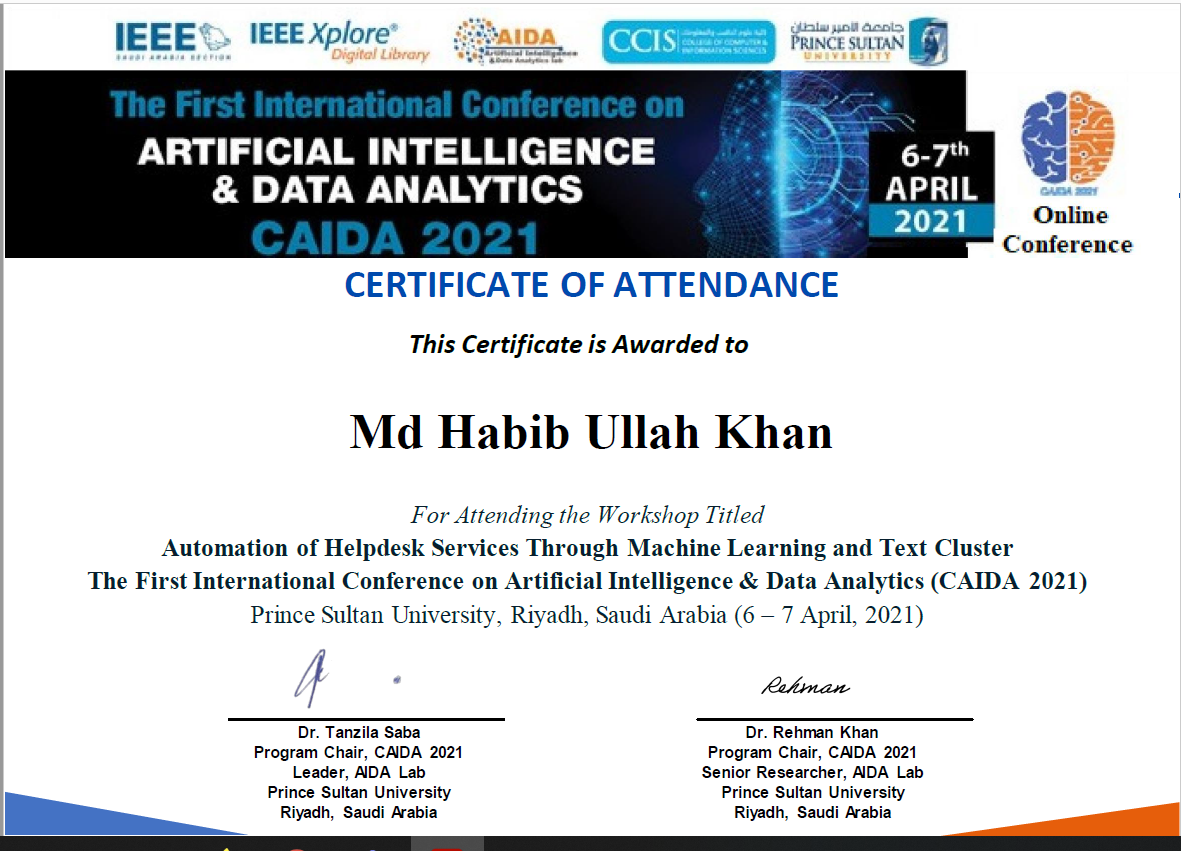 IEEE
SAUDI ARABIA SECTION
IEEE Xplore®
Digital Library
AIDA
Artificial Intelligence
& Data Analytics Lab
CCIS
كلية علوم الحاسب والمعلومات
COLLEGE OF COMPUTER &
INFORMATION SCIENCES
جامعة الأمير سلطان
PRINCE SULTAN
UNIVERSITY
The First International Conference on
ARTIFICIAL INTELLIGENCE
& DATA ANALYTICS
CAIDA 2021
6-7th
APRIL
2021
CAIDA 2021
Online
Conference
CERTIFICATE OF ATTENDANCE
This Certificate is Awarded to
Md Habib Ullah Khan
For Attending the Workshop Titled
Automation of Helpdesk Services Through Machine Learning and Text Cluster
The First International Conference on Artificial Intelligence & Data Analytics (CAIDA 2021)
Prince Sultan University, Riyadh, Saudi Arabia (6 – 7 April, 2021)
Rehman
Dr. Tanzila Saba
Program Chair, CAIDA 2021
Leader, AIDA Lab
Prince Sultan University
Riyadh, Saudi Arabia
Dr. Rehman Khan
Program Chair, CAIDA 2021
Senior Researcher, AIDA Lab
Prince Sultan University
Riyadh, Saudi Arabia